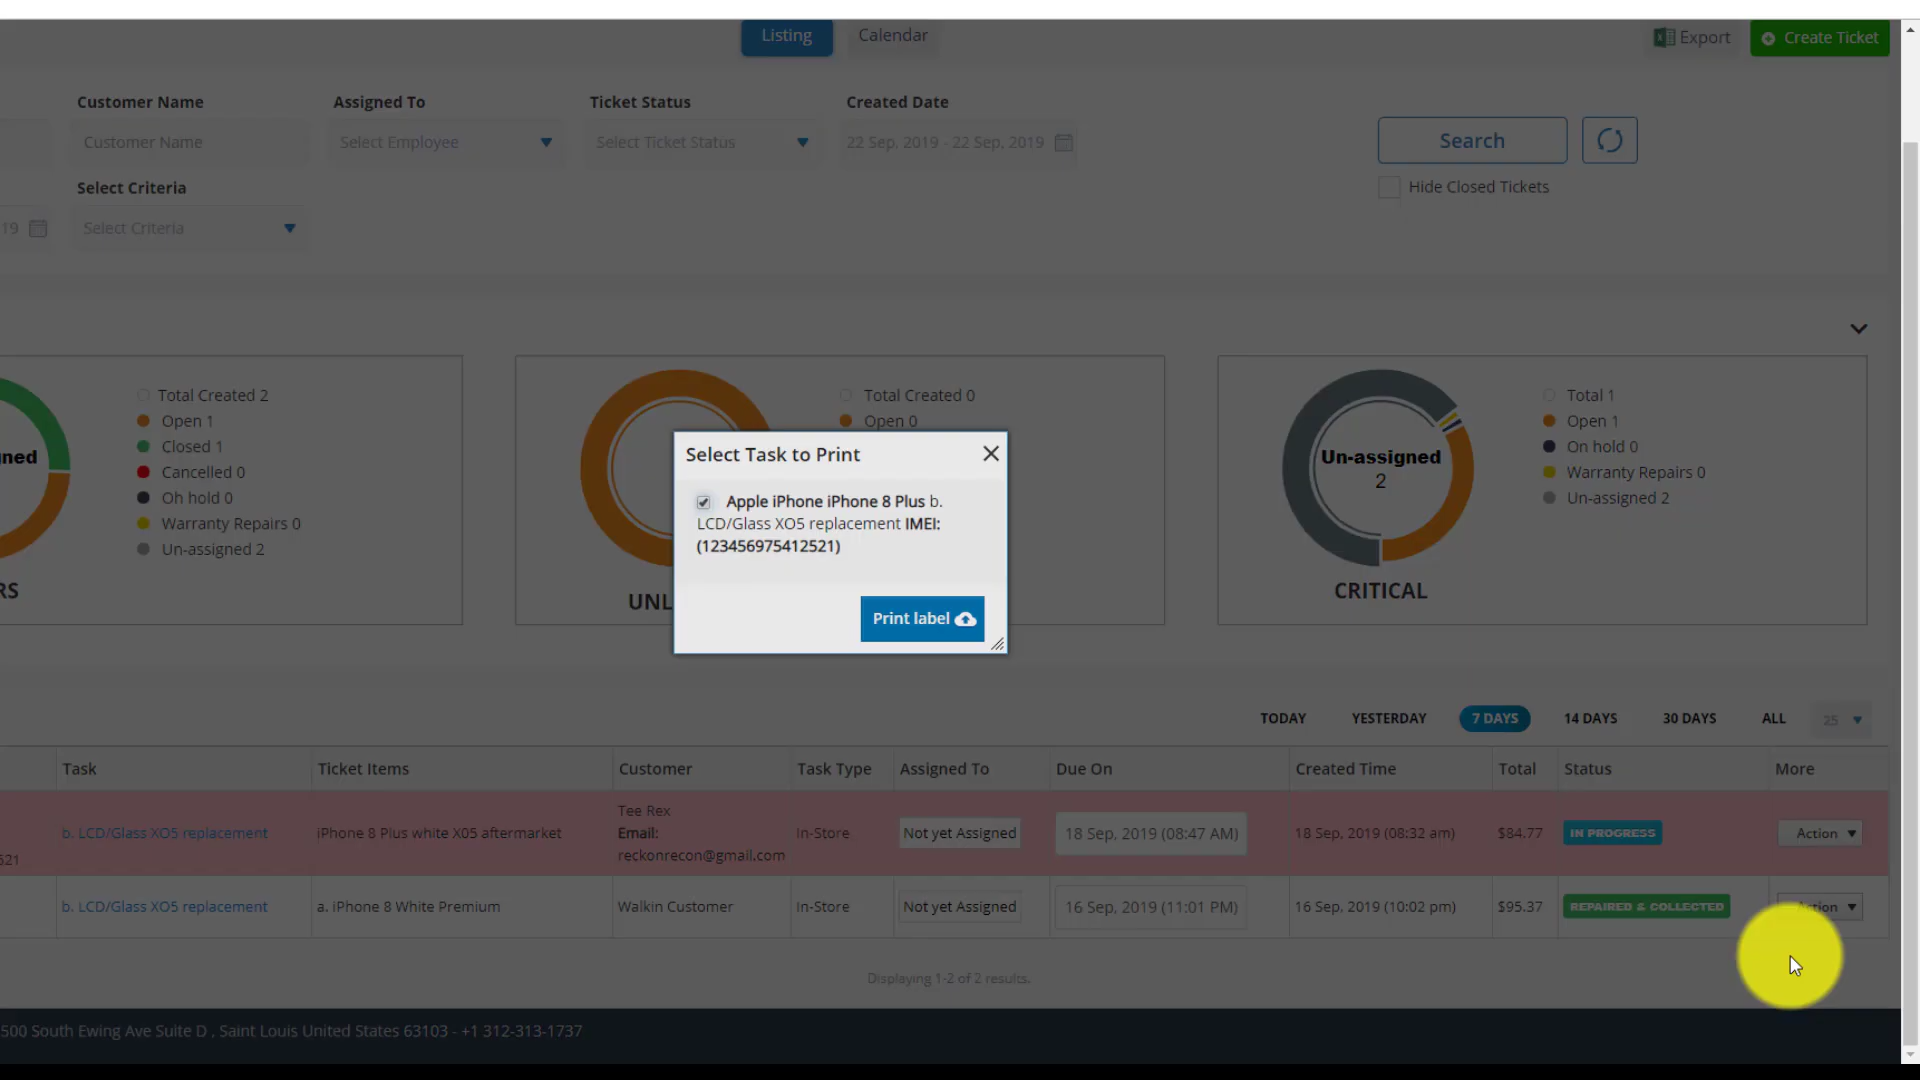 Listing
Calendar
Export
Create Ticket
Customer Name
Assigned To
Ticket Status
Created Date
Customer Name
Select Employee
Select Ticket Status
22 Sep, 2019 - 22 Sep, 2019
Search
Select Criteria
Hide Closed Tickets
19
Select Criteria
ned
Total Created 2
Open 1
Closed 1
Cancelled 0
Oh hold 0
Warranty Repairs 0
Un-assigned 2
RS
Total Created 0
Open 0
UNL
Select Task to Print
Apple iPhone iPhone 8 Plus b.
LCD/Glass XO5 replacement IMEI:
(123456975412521)
Print label
Un-assigned
2
Total 1
Open 1
On hold 0
Warranty Repairs 0
Un-assigned 2
CRITICAL
TODAY
YESTERDAY
7 DAYS
14 DAYS
30 DAYS
ALL
25
Task
Ticket Items
Customer
Task Type
Assigned To
Due On
Created Time
Total
Status
More
521
b. LCD/Glass XO5 replacement
iPhone 8 Plus white X05 aftermarket
Tee Rex
Email:
reckonrecon@gmail.com
In-Store
Not yet Assigned
18 Sep, 2019 (08:47 AM)
18 Sep, 2019 (08:32 am)
$84.77
IN PROGRESS
Action
b. LCD/Glass XO5 replacement
a. iPhone 8 White Premium
Walkin Customer
In-Store
Not yet Assigned
16 Sep, 2019 (11:01 PM)
16 Sep, 2019 (10:02 pm)
$95.37
REPAIRED & COLLECTED
Action
Displaying 1-2 of 2 results.
500 South Ewing Ave Suite D , Saint Louis United States 63103 - +1 312-313-1737